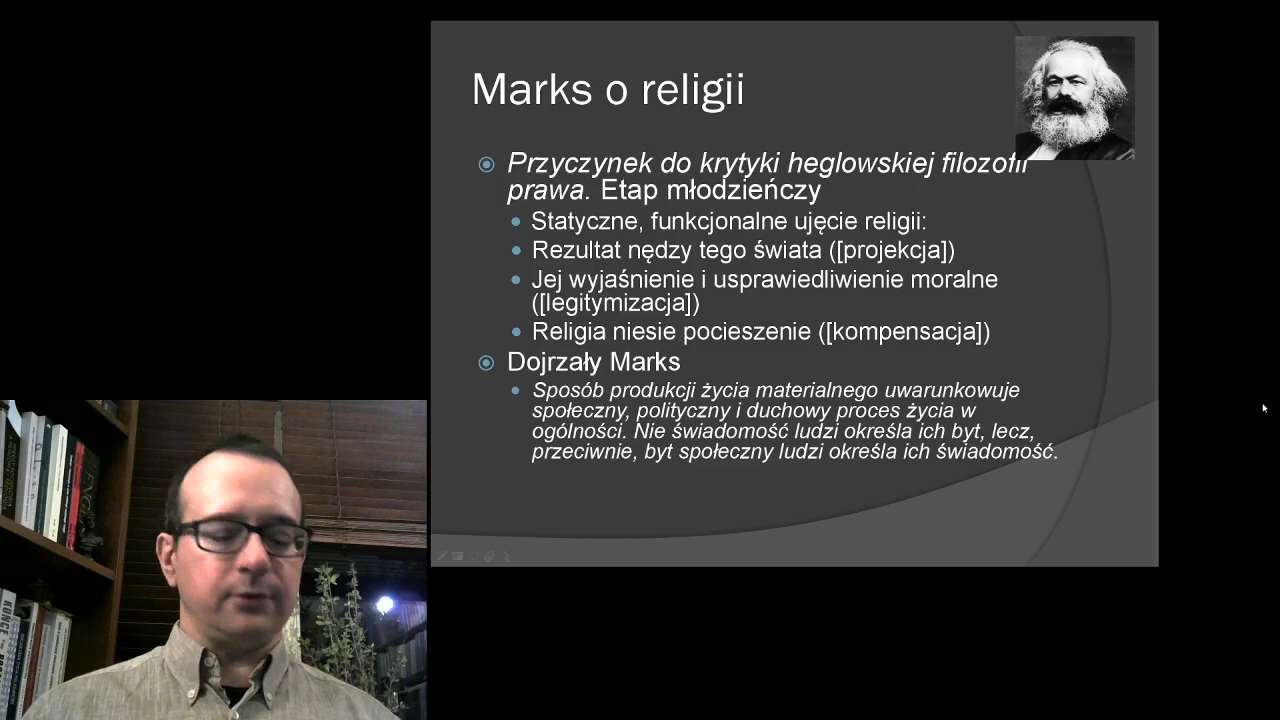 Marks o religii
Przyczynek do krytyki heglowskiej filozofii
prawa. Etap młodzieńczy
Statyczne, funkcjonalne ujęcie religii:
Rezultat nędzy tego świata ([projekcja])
Jej wyjaśnienie i usprawiedliwienie moralne
([legitymizacja])
Religia niesie pocieszenie ([kompensacja])
Dojrzały Marks
Sposób produkcji życia materialnego uwarunkowuje
społeczny, polityczny i duchowy proces życia w
ogólności. Nie świadomość ludzi określa ich byt, lecz,
przeciwnie, byt społeczny ludzi określa ich świadomość.